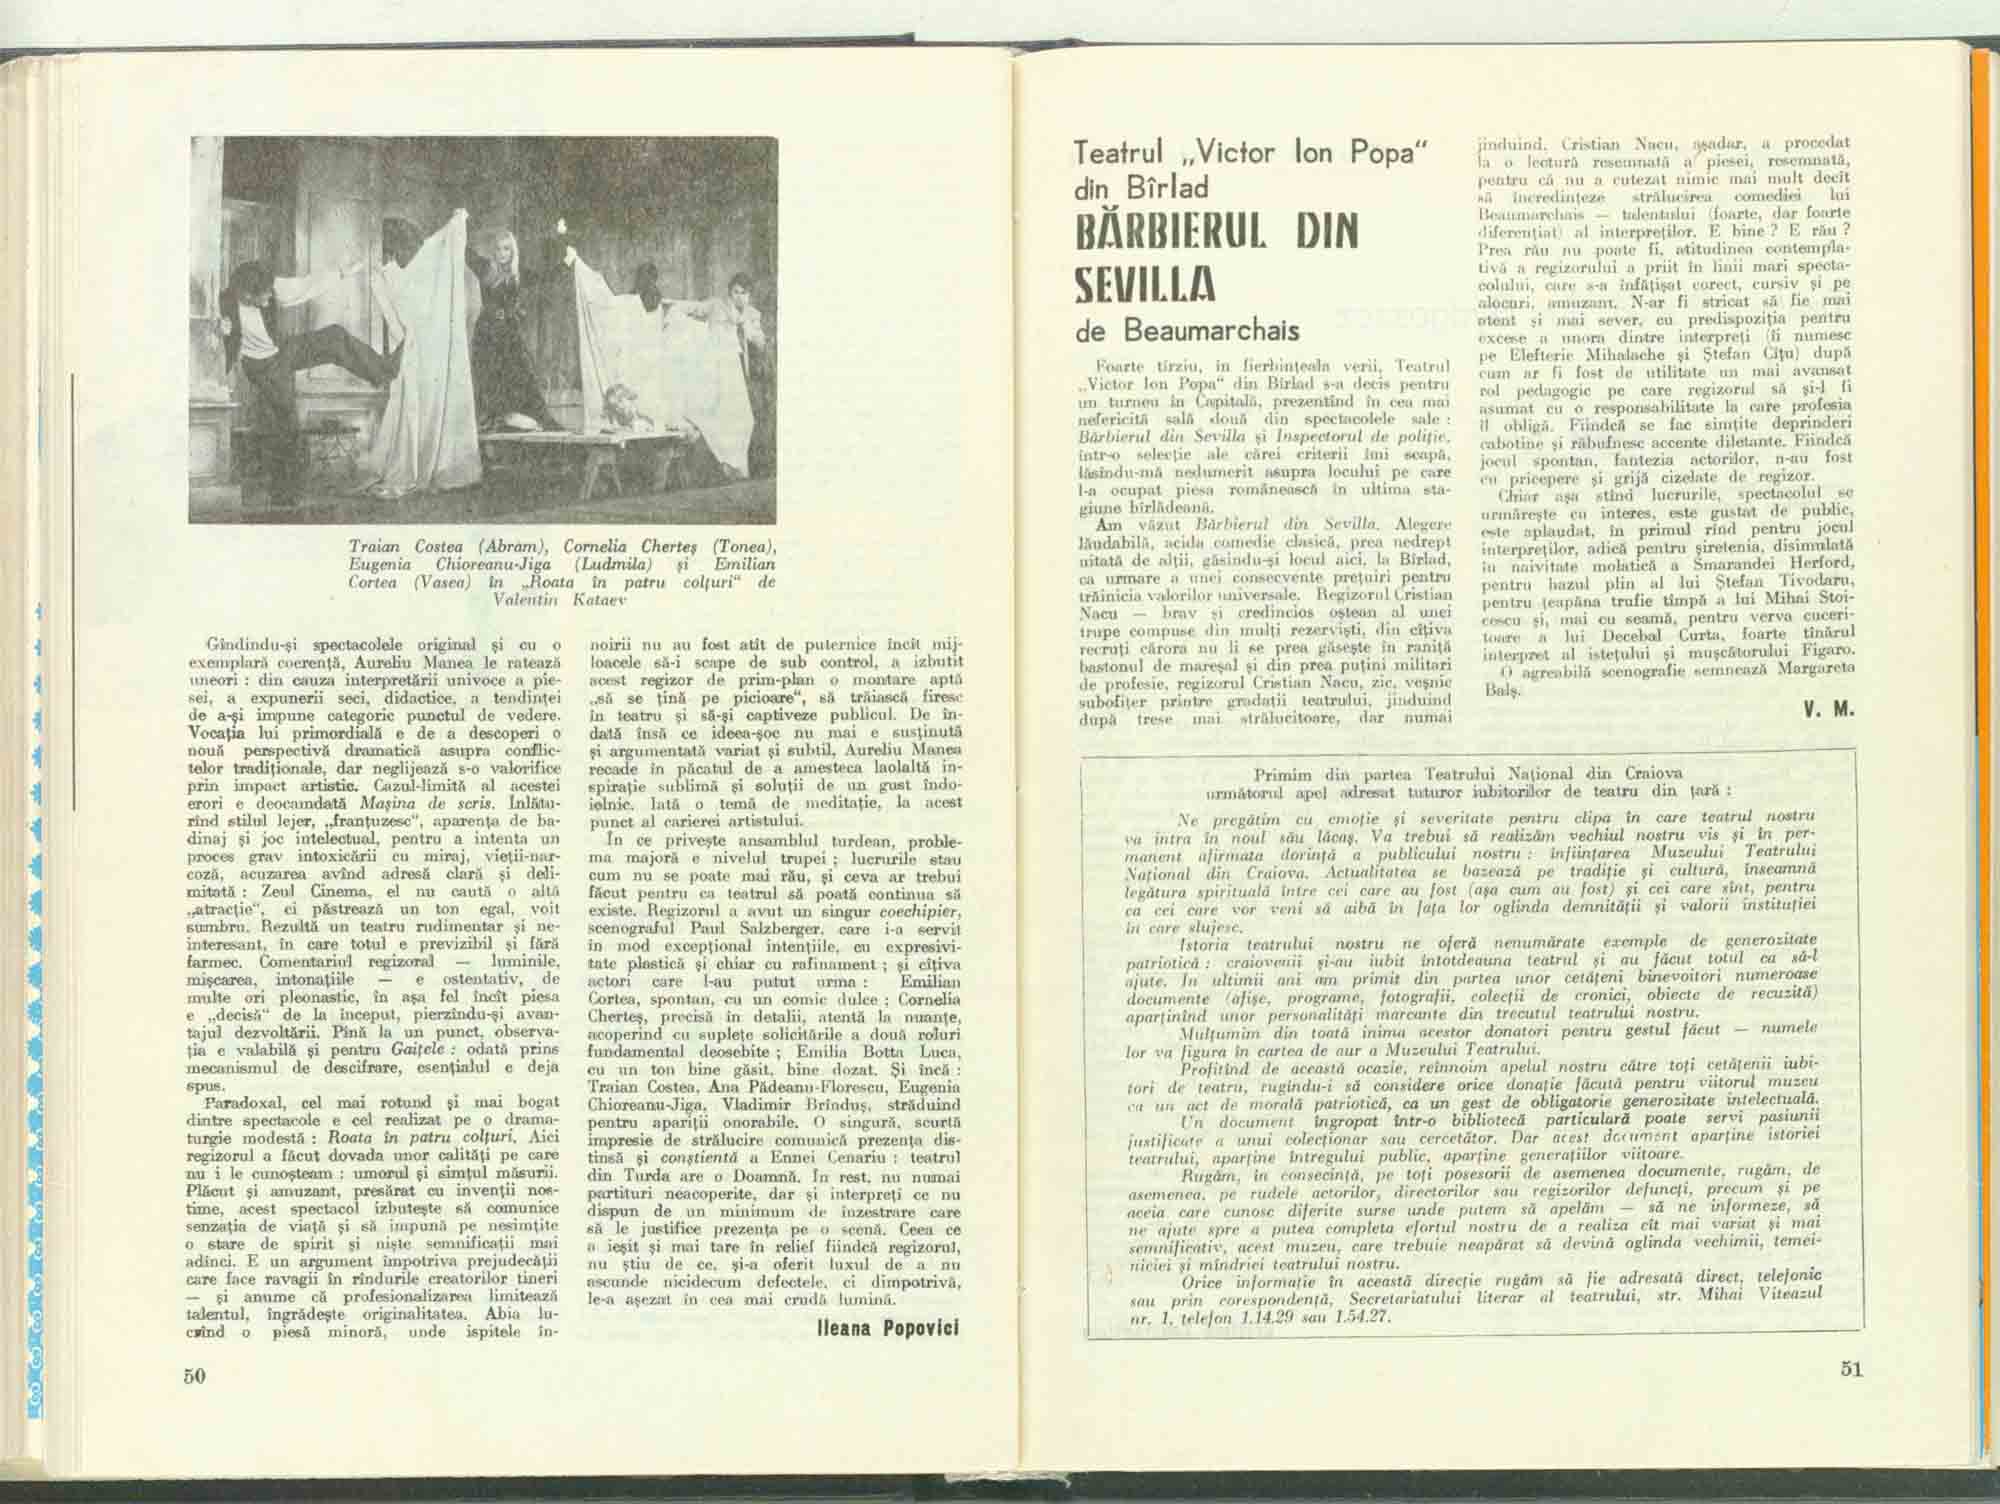 Traian Costea (Abram), Cornelia Cherteș (Tonea),
Eugenia Chioreanu-Jiga (Ludmila) și Emilian
Cortea (Vasea) în „Roata în patru colțuri“ de
Valentin Kataev
Gîndindu-și spectacolele original și cu o
exemplară coerență, Aureliu Manea le ratează
uneori : din cauza interpretării univoce a pie-
sei, a expunerii seci, didactice, a tendinței
de a-și impune categoric punctul de vedere.
Vocația lui primordială e de a descoperi o
nouă perspectivă dramatică asupra conflic-
telor tradiționale, dar neglijează s-o valorifice
prin impact artistic. Cazul-limită al acestei
erori e deocamdată Mașina de scris. Înlătu-
rînd stilul lejer, „franțuzesc“, aparența de ba-
dinaj și joc intelectual, pentru a intenta un
proces grav intoxicării cu miraj, vieții-nar-
coză, acuzarea avînd adresă clară și deli-
mitată : Zeul Cinema, el nu caută o altă
„atracție“, ci păstrează un ton egal, voit
sumbru. Rezultă un teatru rudimentar și ne-
interesant, în care totul e previzibil și fără
farmec. Comentariul regizoral — luminile,
mișcarea, intonațiile — e ostentativ, de
multe ori pleonastic, în așa fel încît piesa
e „decisă“ de la început, pierzîndu-și avan-
tajul dezvoltării. Pînă la un punct, observa-
ția e valabilă și pentru Gaițele : odată prins
mecanismul de descifrare, esențialul e deja
spus.
Paradoxal, cel mai rotund și mai bogat
dintre spectacole e cel realizat pe o drama-
turgie modestă : Roata în patru colțuri. Aici
regizorul a făcut dovada unor calități pe care
nu i le cunoșteam : umorul și simțul măsurii.
Plăcut și amuzant, presărat cu invenții nos-
time, acest spectacol izbutește să comunice
senzația de viață și să impună pe nesimțite
o stare de spirit și niște semnificații mai
adînci. E un argument împotriva prejudecății
care face ravagii în rîndurile creatorilor tineri
— și anume că profesionalizarea limitează
talentul, îngrădește originalitatea. Abia lu-
crînd o piesă minoră, unde ispitele în-
noirii nu au fost atît de puternice încît mij-
loacele să-i scape de sub control, a izbutit
acest regizor de prim-plan o montare aptă
„să se țină pe picioare“, să trăiască firesc
în teatru și să-și captiveze publicul. De în-
dată însă ce ideea-șoc nu mai e susținută
și argumentată variat și subtil, Aureliu Manea
recade în păcatul de a amesteca laolaltă in-
spirație sublimă și soluții de un gust îndo-
ielnic. Iată o temă de meditație, la acest
punct al carierei artistului.
În ce privește ansamblul turdean, proble-
ma majoră e nivelul trupei ; lucrurile stau
cum nu se poate mai rău, și ceva ar trebui
făcut pentru ca teatrul să poată continua să
existe. Regizorul a avut un singur coechipier,
scenograful Paul Salzberger, care i-a servit
în mod excepțional intențiile, cu expresivi-
tate plastică și chiar cu rafinament ; și cîțiva
actori care l-au putut urma : Emilian
Cortea, spontan, cu un comic dulce ; Cornelia
Cherteș, precisă în detalii, atentă la nuanțe,
acoperind cu suplețe solicitările a două roluri
fundamental deosebite ; Emilia Botta Luca,
cu un ton bine găsit, bine dozat. Și încă :
Traian Costea, Ana Pădeanu-Florescu, Eugenia
Chioreanu-Jiga, Vladimir Brînduș, străduind
pentru apariții onorabile. O singură, scurtă
impresie de strălucire comunică prezența dis-
tinsă și conștientă a Ennei Cenariu : teatrul
din Turda are o Doamnă. În rest, nu numai
partituri neacoperite, dar și interpreți ce nu
dispun de un minimum de înzestrare care
să le justifice prezența pe o scenă. Ceea ce
a ieșit și mai tare în relief fiindcă regizorul,
nu știu de ce, și-a oferit luxul de a nu
ascunde nicidecum defectele, ci dimpotrivă,
le-a așezat în cea mai crudă lumină.
Ileana Popovici
50
Teatrul „Victor Ion Popa“
din Bîrlad
BĂRBIERUL DIN
SEVILLA
de Beaumarchais
Foarte tîrziu, în fierbințeala verii, Teatrul
„Victor Ion Popa“ din Bîrlad s-a decis pentru
un turneu în Capitală, prezentînd în cea mai
nefericită sală două din spectacolele sale :
Bărbierul din Sevilla și Inspectorul de poliție,
într-o selecție ale cărei criterii îmi scapă,
lăsîndu-mă nedumerit asupra locului pe care
l-a ocupat piesa românească în ultima sta-
giune bîrlădeană.
Am văzut Bărbierul din Sevilla. Alegere
lăudabilă, acida comedie clasică, prea nedrept
uitată de alții, găsindu-și locul aici, la Bîrlad,
ca urmare a unei consecvente prețuiri pentru
trăinicia valorilor universale. Regizorul Cristian
Nacu — brav și credincios oștean al unei
trupe compuse din mulți rezerviști, din cîțiva
recruți cărora nu li se prea găsește în raniță
bastonul de mareșal și din prea puțini militari
de profesie, regizorul Cristian Nacu, zic, veșnic
subofițer printre gradații teatrului, jinduind
după trese mai strălucitoare, dar numai
jinduind, Cristian Nacu, așadar, a procedat
la o lectură resemnată a piesei, resemnată,
pentru că nu a cutezat nimic mai mult decît
să încredințeze strălucirea comediei lui
Beaumarchais — talentului (foarte, dar foarte
diferențiat) al interpreților. E bine ? E rău ?
Prea rău nu poate fi, atitudinea contempla-
tivă a regizorului a priit în linii mari specta-
colului, care s-a înfățișat corect, cursiv și pe
alocuri, amuzant. N-ar fi stricat să fie mai
atent și mai sever, cu predispoziția pentru
excese a unora dintre interpreți (îi numesc
pe Elefterie Mihalache și Ștefan Cîțu) după
cum ar fi fost de utilitate un mai avansat
rol pedagogic pe care regizorul să și-l fi
asumat cu o responsabilitate la care profesia
îl obligă. Fiindcă se fac simțite deprinderi
cabotine și răbufnesc accente diletante. Fiindcă
jocul spontan, fantezia actorilor, n-au fost
cu pricepere și grijă cizelate de regizor.
Chiar așa stînd lucrurile, spectacolul se
urmărește cu interes, este gustat de public,
este aplaudat, în primul rînd pentru jocul
interpreților, adică pentru șiretenia, disimulată
în naivitate molatică a Smarandei Herford,
pentru hazul plin al lui Ștefan Tivodaru,
pentru țeapăna trufie tîmpă a lui Mihai Stoi-
cescu și, mai cu seamă, pentru verva cuceri-
toare a lui Decebal Curta, foarte tînărul
interpret al istețului și mușcătorului Figaro.
O agreabilă scenografie semnează Margareta
Balș.
V. M.
Primim din partea Teatrului Național din Craiova
următorul apel adresat tuturor iubitorilor de teatru din țară :
Ne pregătim cu emoție și severitate pentru clipa în care teatrul nostru
va intra în noul său lăcaș. Va trebui să realizăm vechiul nostru vis și în per-
manent afirmata dorință a publicului nostru : înființarea Muzeului Teatrului
Național din Craiova. Actualitatea se bazează pe tradiție și cultură, înseamnă
legătura spirituală între cei care au fost (așa cum au fost) și cei care sînt, pentru
ca cei care vor veni să aibă în fața lor oglinda demnității și valorii instituției
în care slujesc.
Istoria teatrului nostru ne oferă nenumărate exemple de generozitate
patriotică : craiovenii și-au iubit întotdeauna teatrul și au făcut totul ca să-l
ajute. În ultimii ani am primit din partea unor cetățeni binevoitori numeroase
documente (afișe, programe, fotografii, colecții de cronici, obiecte de recuzită)
aparținînd unor personalități marcante din trecutul teatrului nostru.
Mulțumim din toată inima acestor donatori pentru gestul făcut — numele
lor va figura în cartea de aur a Muzeului Teatrului.
Profitînd de această ocazie, reînnoim apelul nostru către toți cetățenii iubi-
tori de teatru, rugîndu-i să considere orice donație făcută pentru viitorul muzeu
ca un act de morală patriotică, ca un gest de obligatorie generozitate intelectuală.
Un document îngropat într-o bibliotecă particulară poate servi pasiunii
justificate a unui colecționar sau cercetător. Dar acest document aparține istoriei
teatrului, aparține întregului public, aparține generațiilor viitoare.
Rugăm, în consecință, pe toți posesorii de asemenea documente, rugăm, de
asemenea, pe rudele actorilor, directorilor sau regizorilor defuncți, precum și pe
aceia care cunosc diferite surse unde putem să apelăm — să ne informeze, să
ne ajute spre a putea completa efortul nostru de a realiza cît mai variat și mai
semnificativ, acest muzeu, care trebuie neapărat să devină oglinda vechimii, temei-
niciei și mîndriei teatrului nostru.
Orice informație în această direcție rugăm să fie adresată direct, telefonic
sau prin corespondență, Secretariatului literar al teatrului, str. Mihai Viteazul
nr. 1, telefon 1.14.29 sau 1.54.27.
51